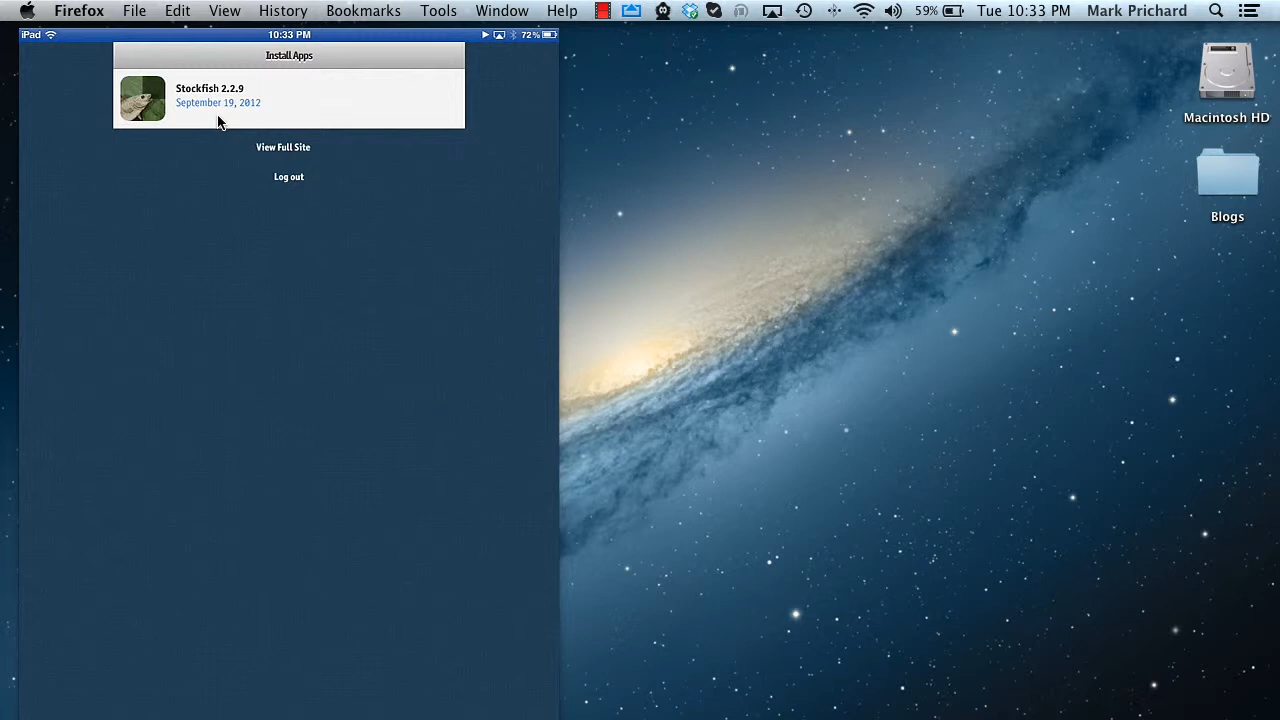 Firefox File Edit View History Bookmarks Tools Window Help 59% Tue 10:33 PM Mark Prichard
iPad 10:33 PM 72%
Install Apps
Stockfish 2.2.9
September 19, 2012
View Full Site
Log out
Macintosh HD
Blogs